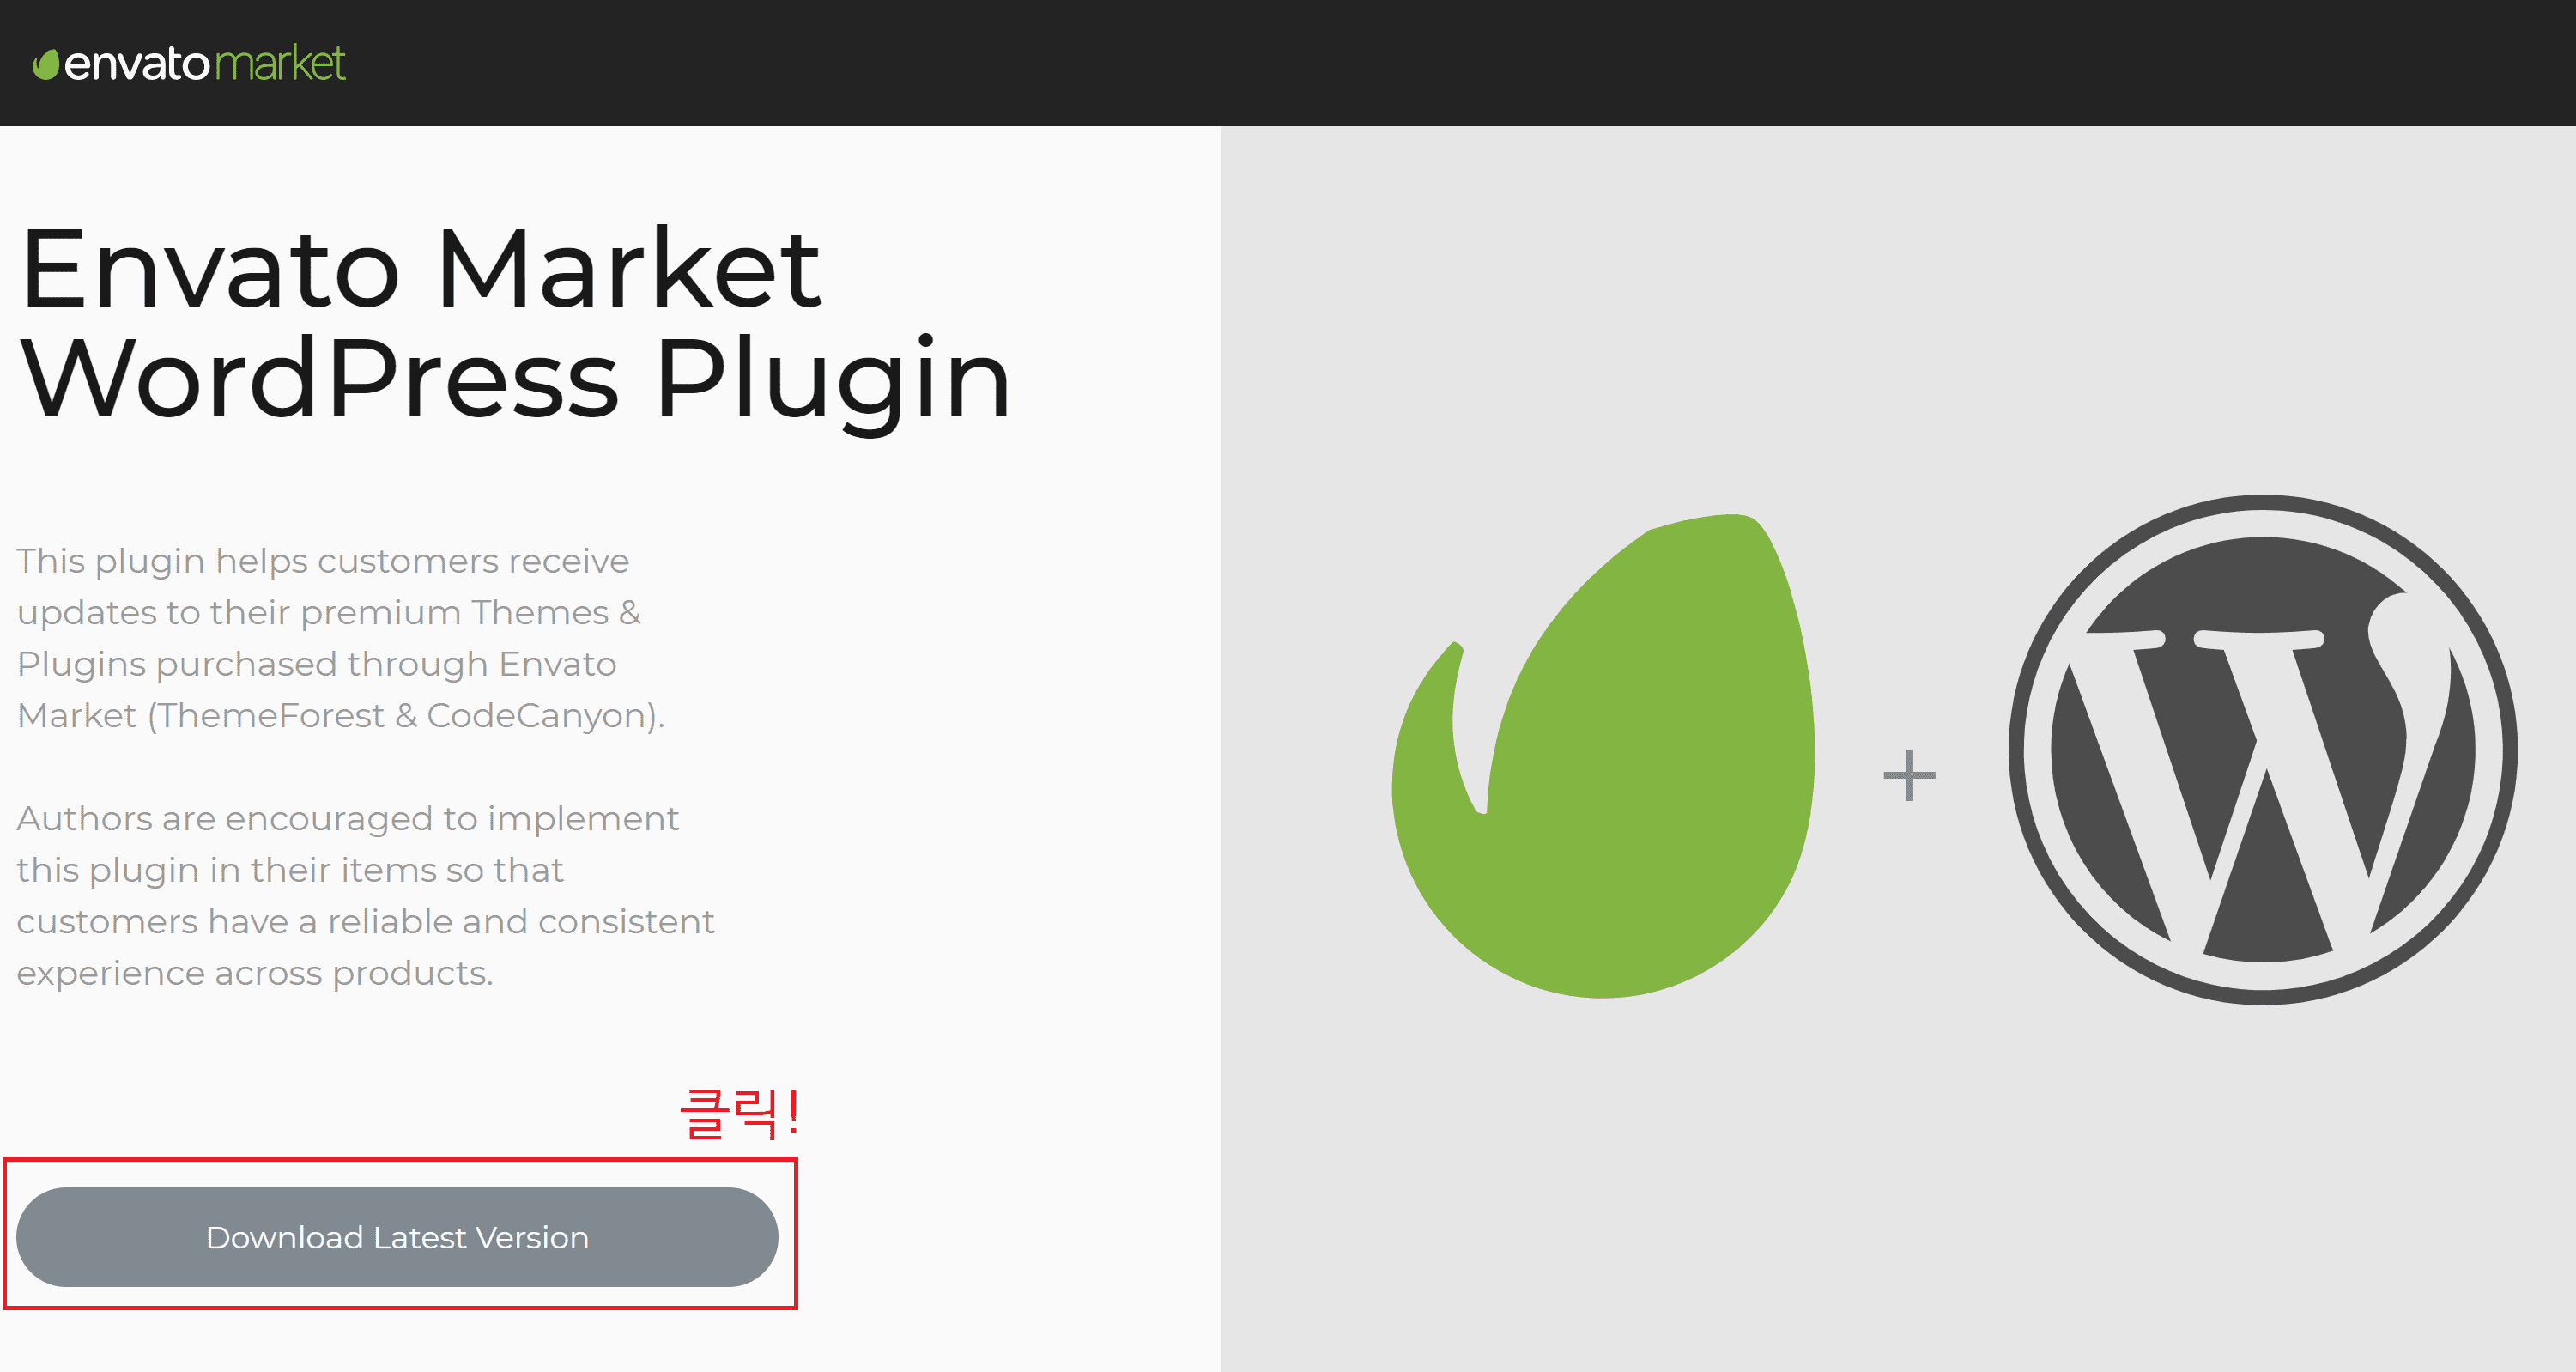 envato market
Envato Market
WordPress Plugin
This plugin helps customers receive
updates to their premium Themes &
Plugins purchased through Envato
Market (ThemeForest & CodeCanyon).
Authors are encouraged to implement
this plugin in their items so that
customers have a reliable and consistent
experience across products.
클릭!
Download Latest Version
+